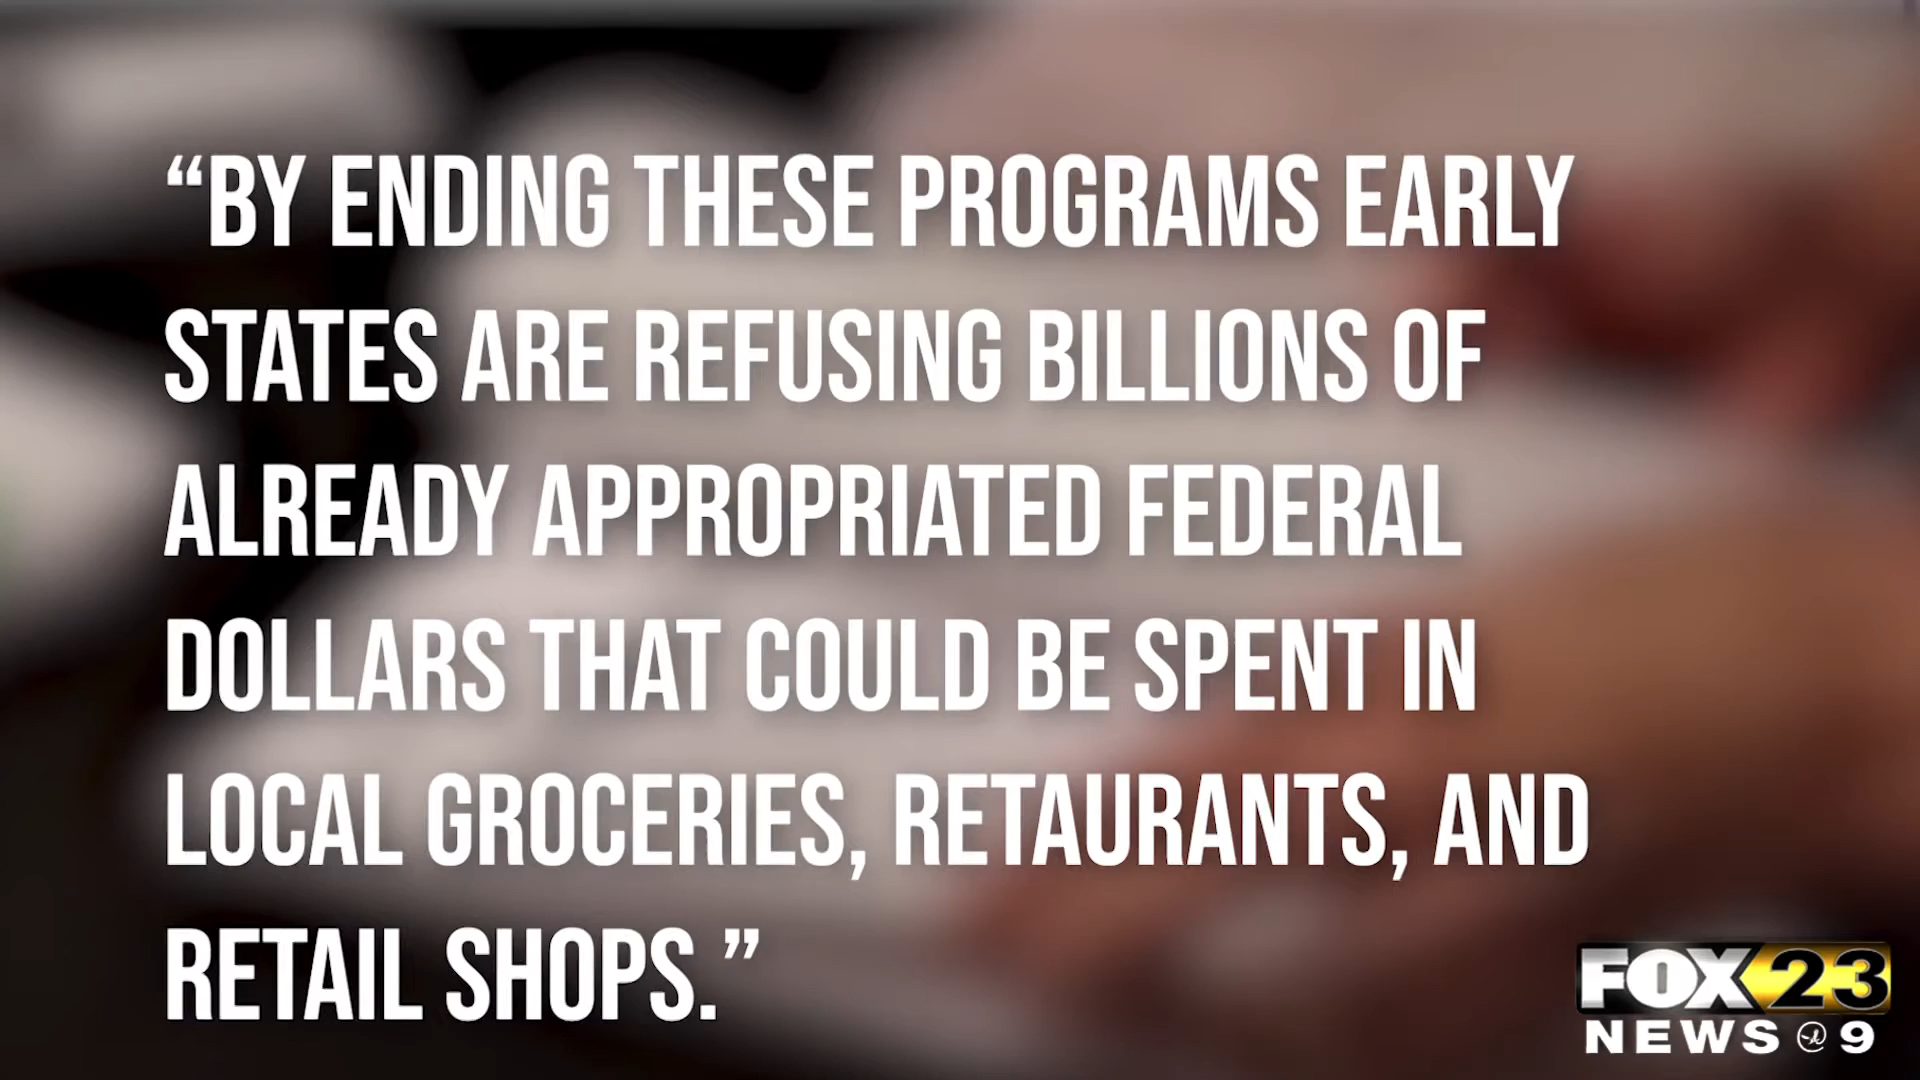 “BY ENDING THESE PROGRAMS EARLY
STATES ARE REFUSING BILLIONS OF
ALREADY APPROPRIATED FEDERAL
DOLLARS THAT COULD BE SPENT IN
LOCAL GROCERIES, RETAURANTS, AND
RETAIL SHOPS.”
FOX 23
NEWS @ 9